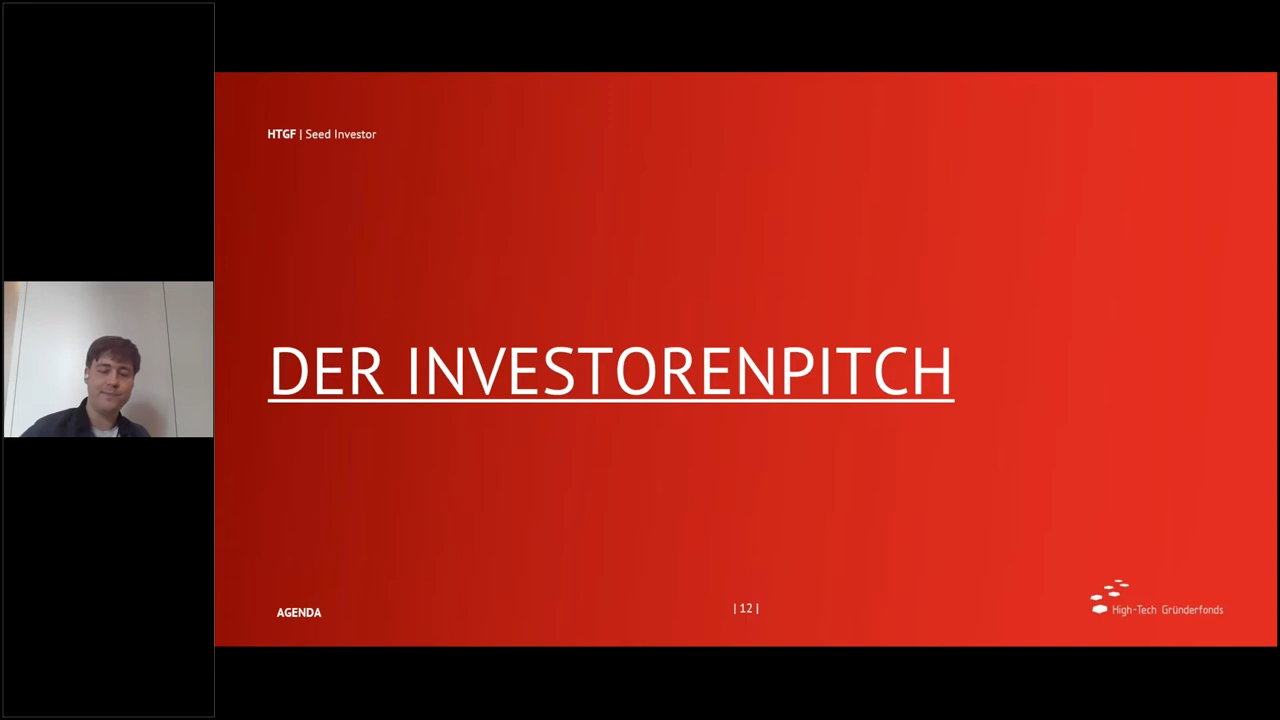 HTGF | Seed Investor
DER INVESTORENPITCH
AGENDA
| 12 |
High-Tech Gründerfonds